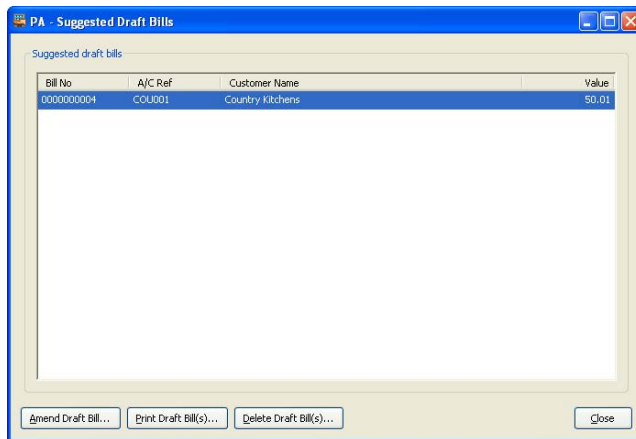 PA - Suggested Draft Bills
Suggested draft bills
Bill No A/C Ref Customer Name Value
0000000004 COU001 Country Kitchens 50.01
Amend Draft Bill... Print Draft Bill(s)... Delete Draft Bill(s)... Close